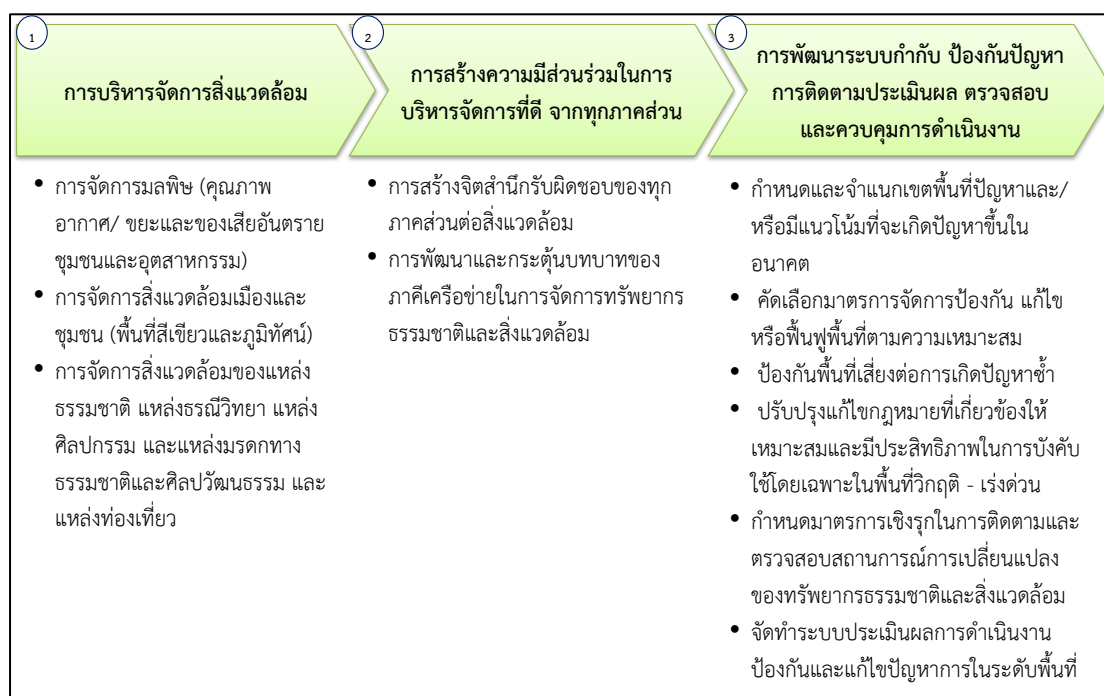 1
การบริหารจัดการสิ่งแวดล้อม
• การจัดการมลพิษ (คุณภาพ
อากาศ/ ขยะและของเสียอันตราย
ชุมชนและอุตสาหกรรม)
• การจัดการสิ่งแวดล้อมเมืองและ
ชุมชน (พื้นที่สีเขียวและภูมิทัศน์)
• การจัดการสิ่งแวดล้อมของแหล่ง
ธรรมชาติ แหล่งธรณีวิทยา แหล่ง
ศิลปกรรม และแหล่งมรดกทาง
ธรรมชาติและศิลปวัฒนธรรม และ
แหล่งท่องเที่ยว
2
การสร้างความมีส่วนร่วมในการ
บริหารจัดการที่ดี จากทุกภาคส่วน
• การสร้างจิตสำนึกรับผิดชอบของทุก
ภาคส่วนต่อสิ่งแวดล้อม
• การพัฒนาและกระตุ้นบทบาทของ
ภาคีเครือข่ายในการจัดการทรัพยากร
ธรรมชาติและสิ่งแวดล้อม
3
การพัฒนาระบบกำกับ ป้องกันปัญหา
การติดตามประเมินผล ตรวจสอบ
และควบคุมการดำเนินงาน
• กำหนดและจำแนกเขตพื้นที่ปัญหาและ/
หรือมีแนวโน้มที่จะเกิดปัญหาขึ้นใน
อนาคต
• คัดเลือกมาตรการจัดการป้องกัน แก้ไข
หรือฟื้นฟูพื้นที่ตามความเหมาะสม
• ป้องกันพื้นที่เสี่ยงต่อการเกิดปัญหาซ้ำ
• ปรับปรุงแก้ไขกฎหมายที่เกี่ยวข้องให้
เหมาะสมและมีประสิทธิภาพในการบังคับ
ใช้โดยเฉพาะในพื้นที่วิกฤติ - เร่งด่วน
• กำหนดมาตรการเชิงรุกในการติดตามและ
ตรวจสอบสถานการณ์การเปลี่ยนแปลง
ของทรัพยากรธรรมชาติและสิ่งแวดล้อม
• จัดทำระบบประเมินผลการดำเนินงาน
ป้องกันและแก้ไขปัญหาการในระดับพื้นที่